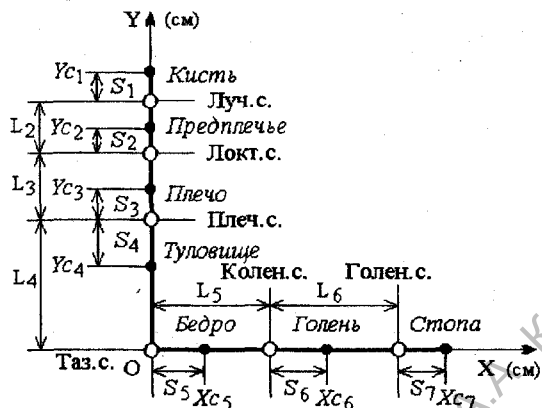 Y (см)
Yc1 S1 Кисть
Луч.с.
L2 Yc2 S2 Предплечье
Локт.с.
L3 Yc3 S3 Плечо
Плеч.с.
L4 Yc4 S4 Туловище
Колен.с. Голен.с.
L5 L6
Бедро Голень Стопа
Таз.с. O X (см)
S5 Xc5 S6 Xc6 S7 Xc7